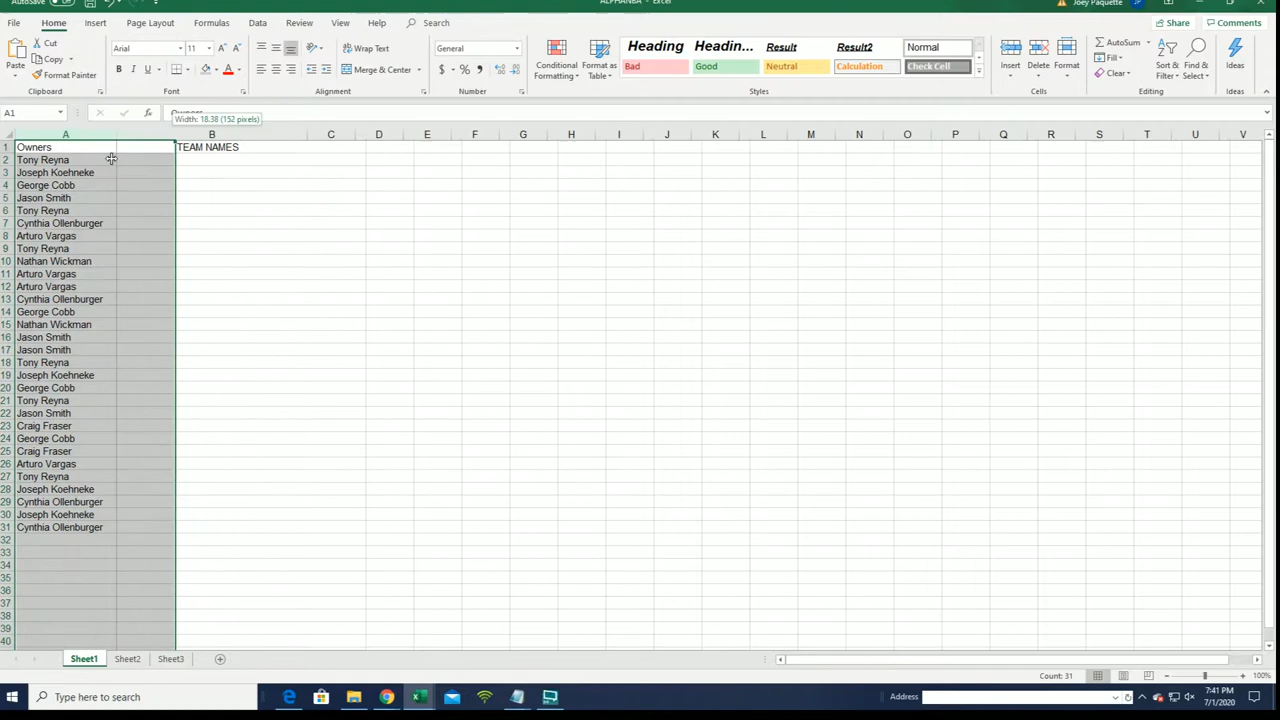 AutoSave Off ALPHANBA - Excel Joey Paquette JP
File Home Insert Page Layout Formulas Data Review View Help Search Share Comments
Paste Cut Copy Format Painter Clipboard
Arial 11 A A B I U A Font
Wrap Text Merge & Center Alignment
General $ % , Number
Conditional Formatting Format as Table
Heading Headin... Result Result2 Normal
Bad Good Neutral Calculation Check Cell
Styles
Insert Delete Format Cells
AutoSum Fill Clear Sort & Filter Find & Select Editing
Ideas Ideas
A1 fx Owners
Width: 18.38 (152 pixels)
A B C D E F G H I J K L M N O P Q R S T U V
1 Owners TEAM NAMES
2 Tony Reyna
3 Joseph Koehneke
4 George Cobb
5 Jason Smith
6 Tony Reyna
7 Cynthia Ollenburger
8 Arturo Vargas
9 Tony Reyna
10 Nathan Wickman
11 Arturo Vargas
12 Arturo Vargas
13 Cynthia Ollenburger
14 George Cobb
15 Nathan Wickman
16 Jason Smith
17 Jason Smith
18 Tony Reyna
19 Joseph Koehneke
20 George Cobb
21 Tony Reyna
22 Jason Smith
23 Craig Fraser
24 George Cobb
25 Craig Fraser
26 Arturo Vargas
27 Tony Reyna
28 Joseph Koehneke
29 Cynthia Ollenburger
30 Joseph Koehneke
31 Cynthia Ollenburger
32
33
34
35
36
37
38
39
40
Sheet1 Sheet2 Sheet3
Count: 31 100%
Type here to search Address 7:41 PM
7/1/2020